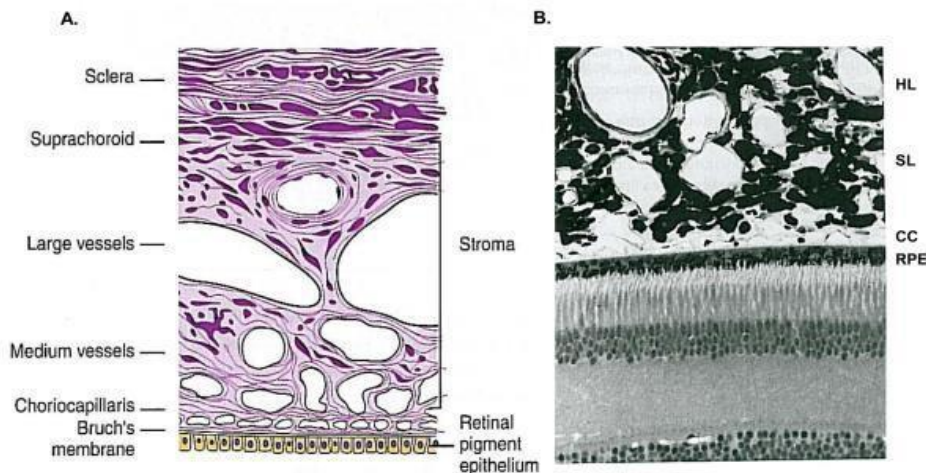 A.
B.
Sclera
Suprachoroid
Large vessels
Medium vessels
Choriocapillaris
Bruch's
membrane
Stroma
Retinal
pigment
epithelium
HL
SL
CC
RPE